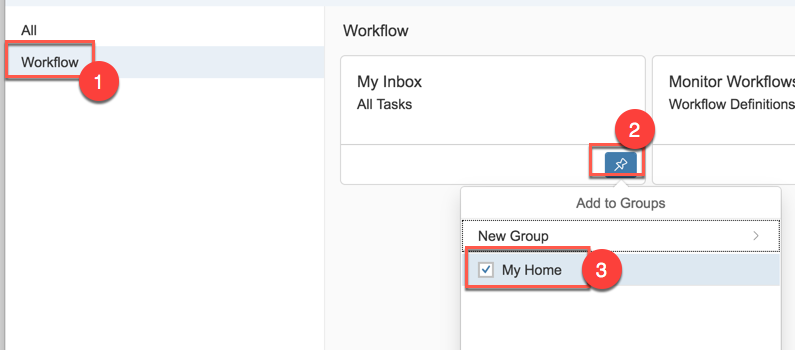 All
Workflow
1
Workflow
My Inbox
All Tasks
Monitor Workflows
Workflow Definitions
2
Add to Groups
New Group
My Home
3